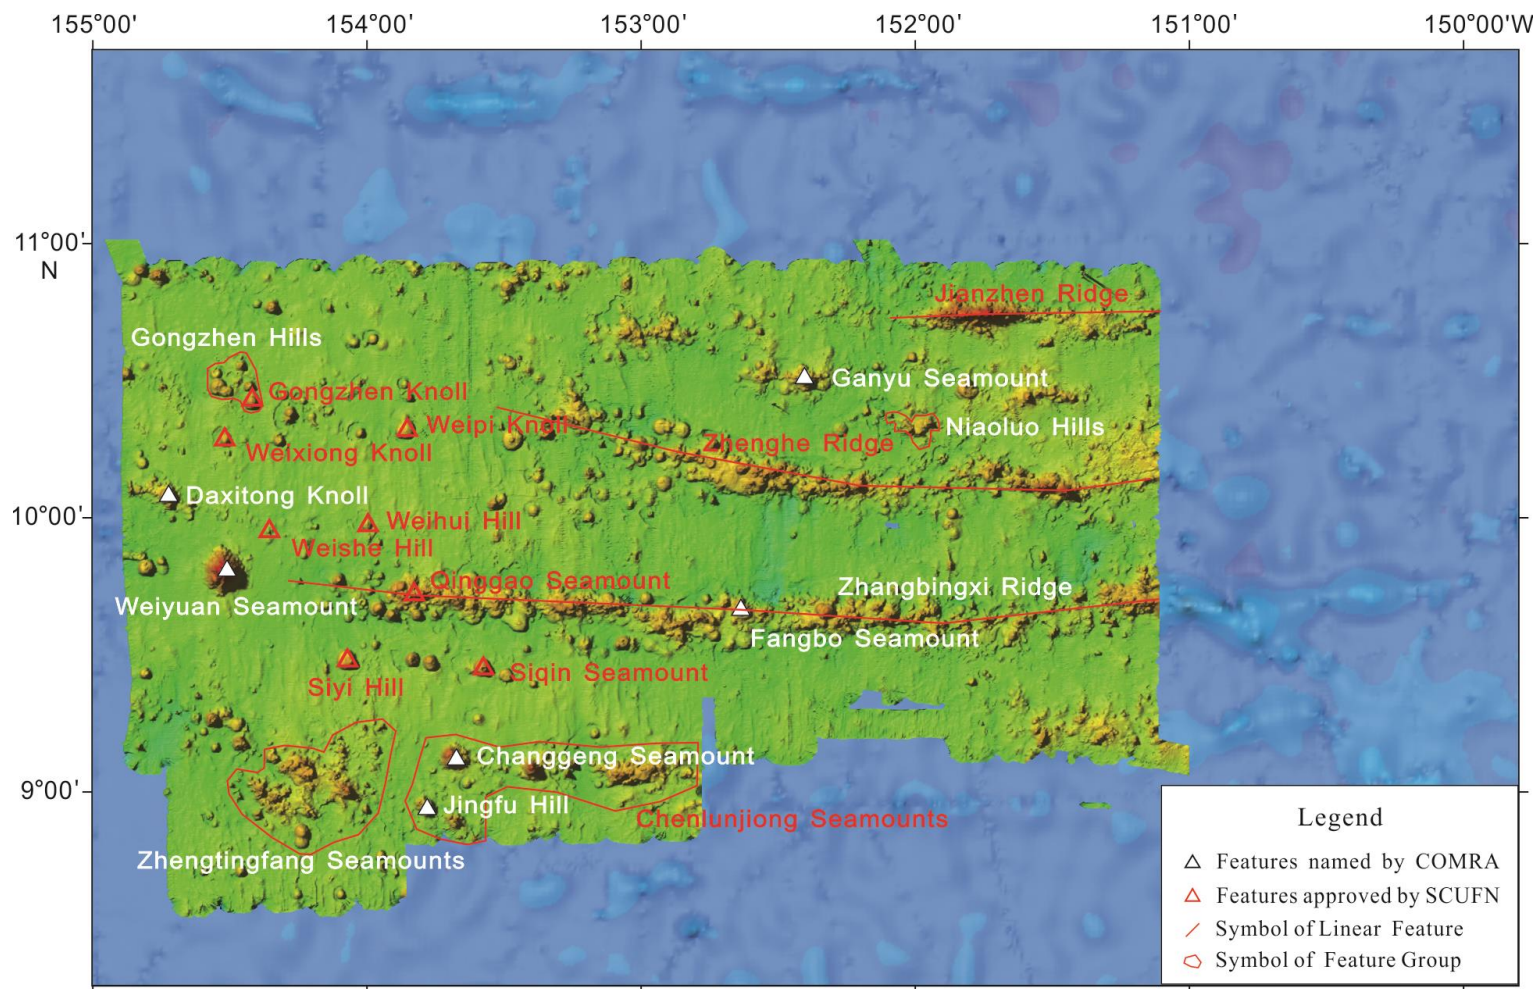 155°00' 154°00' 153°00' 152°00' 151°00' 150°00'W
11°00'
N
Jianzhen Ridge
Gongzhen Hills
Ganyu Seamount
Gongzhen Knoll
Weipi Knoll
Niaoluo Hills
Zhenghe Ridge
Weixiong Knoll
Daxitong Knoll
10°00'
Weihui Hill
Weishe Hill
Qinggao Seamount
Zhangbingxi Ridge
Weiyuan Seamount
Fangbo Seamount
Siqin Seamount
Siyi Hill
Changgeng Seamount
9°00'
Jingfu Hill
Chenlunjiong Seamounts
Zhengtingfang Seamounts
Legend
Features named by COMRA
Features approved by SCUFN
Symbol of Linear Feature
Symbol of Feature Group